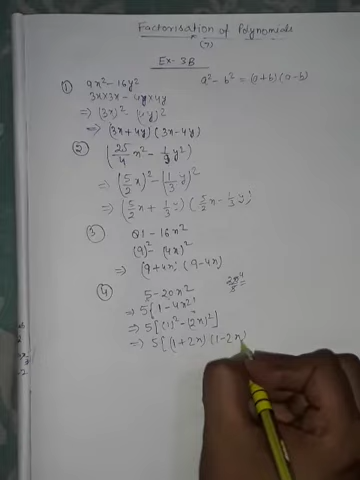 Factorisation of Polynomials
(7)
Ex- 3B
a² - b² = (a+b) (a-b)
① 9x² - 16y²
3x×3x - 4y×4y
⇒ (3x)² - (4y)²
⇒ (3x+4y) (3x-4y)
② (25/4 x² - 1/9 y²)
⇒ (5/2 x)² - (1/3 y)²
⇒ (5/2 x + 1/3 y) (5/2 x - 1/3 y)
③ 81 - 16x²
(9)² - (4x)²
⇒ (9+4x) (9-4x)
④ 5 - 20x²
⇒ 5{1 - 4x²}
⇒ 5[(1)² - (2x)²]
⇒ 5[(1+2x) (1-2x)